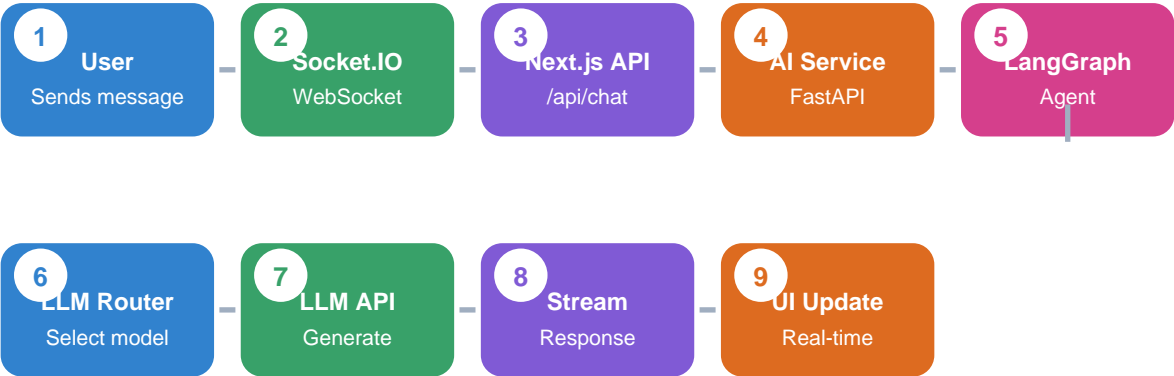 1
User
Sends message
2
Socket.IO
WebSocket
3
Next.js API
/api/chat
4
AI Service
FastAPI
5
LangGraph
Agent
6
LLM Router
Select model
7
LLM API
Generate
8
Stream
Response
9
UI Update
Real-time